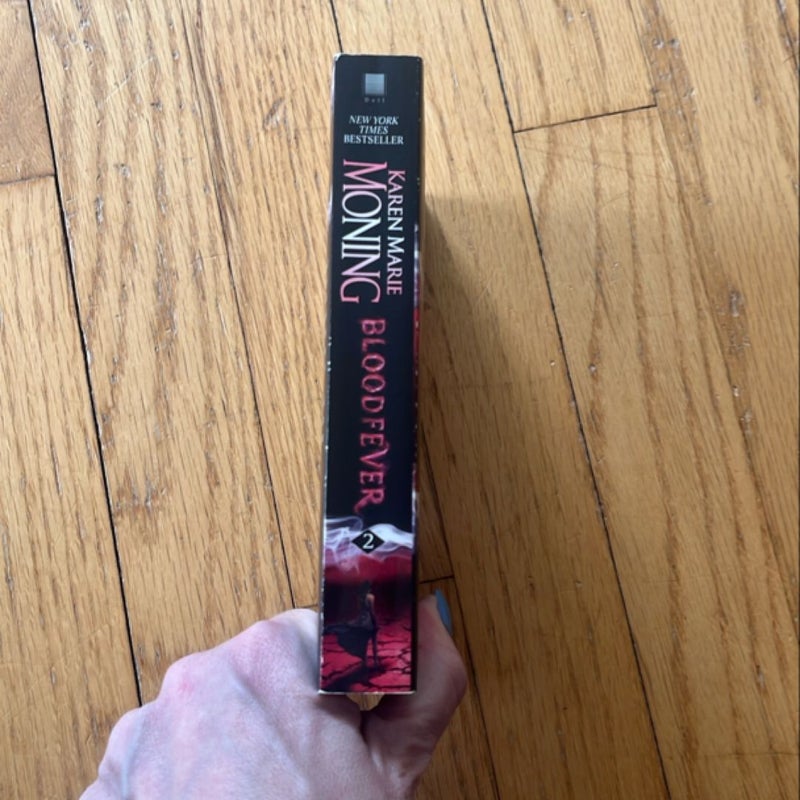 Dell
NEW YORK
TIMES
BESTSELLER
KAREN MARIE
MONING
BLOODFEVER
2